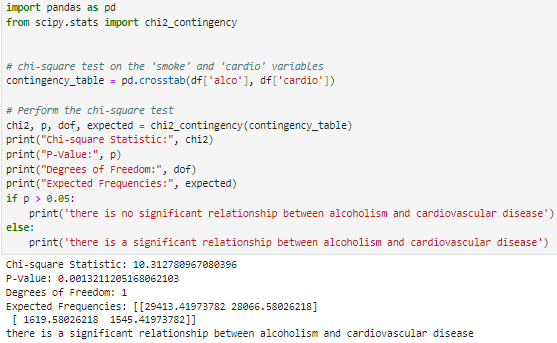 import pandas as pd
from scipy.stats import chi2_contingency
# chi-square test on the 'smoke' and 'cardio' variables
contingency_table = pd.crosstab(df['alco'], df['cardio'])
# Perform the chi-square test
chi2, p, dof, expected = chi2_contingency(contingency_table)
print("Chi-square Statistic:", chi2)
print("P-Value:", p)
print("Degrees of Freedom:", dof)
print("Expected Frequencies:", expected)
if p > 0.05:
    print('there is no significant relationship between alcoholism and cardiovascular disease')
else:
    print('there is a significant relationship between alcoholism and cardiovascular disease')
Chi-square Statistic: 10.312780967080396
P-Value: 0.0013211205168062103
Degrees of Freedom: 1
Expected Frequencies: [[29413.41973782 28066.58026218]
 [ 1619.58026218  1545.41973782]]
there is a significant relationship between alcoholism and cardiovascular disease